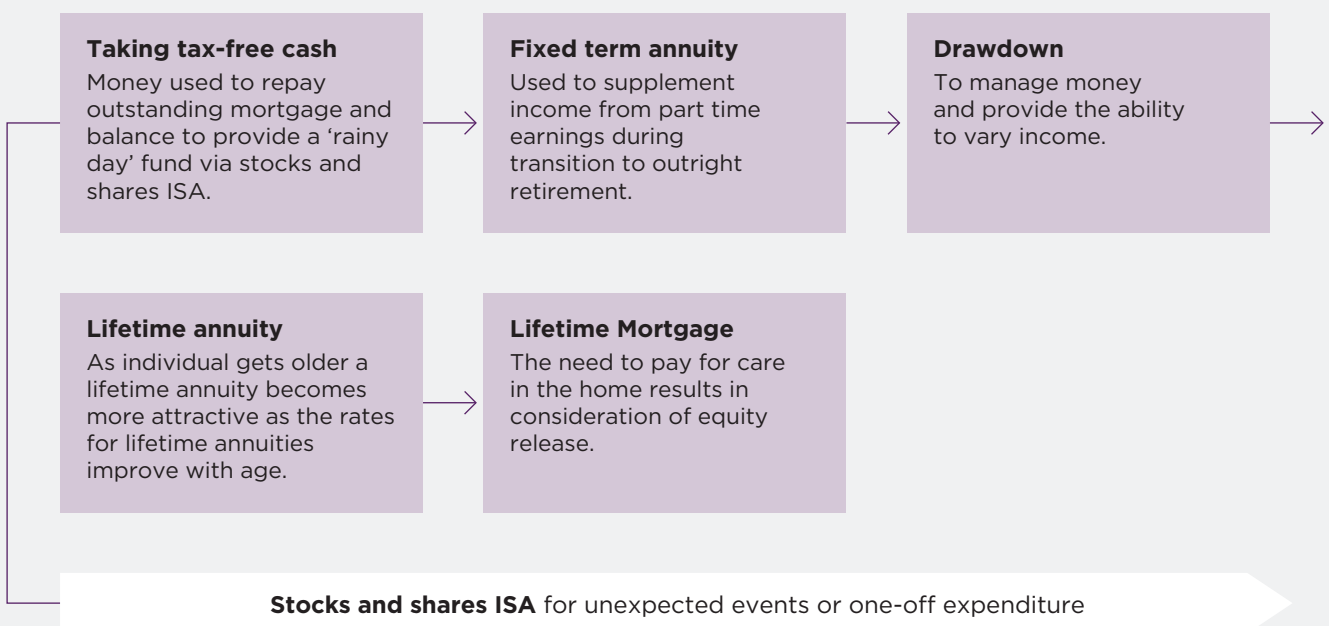 Taking tax-free cash
Money used to repay
outstanding mortgage and
balance to provide a ‘rainy
day’ fund via stocks and
shares ISA.
Fixed term annuity
Used to supplement
income from part time
earnings during
transition to outright
retirement.
Drawdown
To manage money
and provide the ability
to vary income.
Lifetime annuity
As individual gets older a
lifetime annuity becomes
more attractive as the rates
for lifetime annuities
improve with age.
Lifetime Mortgage
The need to pay for care
in the home results in
consideration of equity
release.
Stocks and shares ISA for unexpected events or one-off expenditure